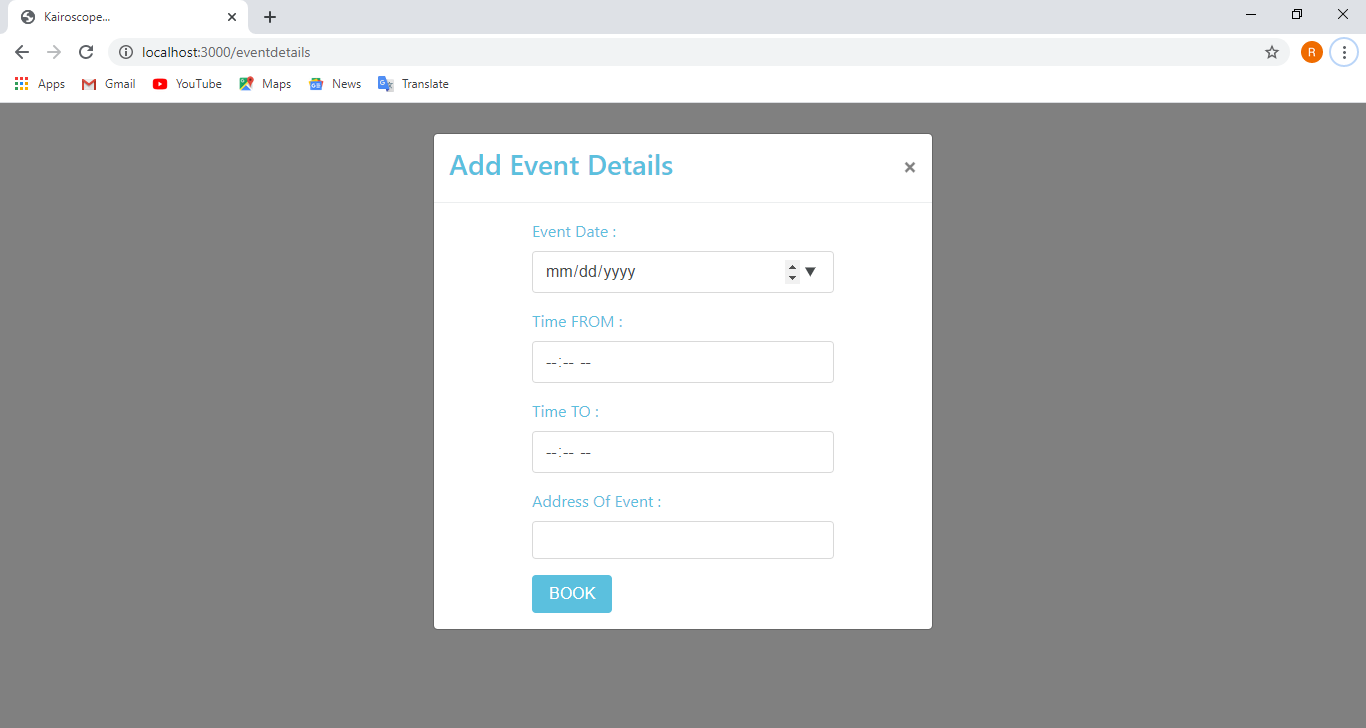 Kairoscope...
localhost:3000/eventdetails
R
Apps Gmail YouTube Maps News Translate
Add Event Details
×
Event Date :
mm/dd/yyyy
Time FROM :
--:-- --
Time TO :
--:-- --
Address Of Event :
BOOK